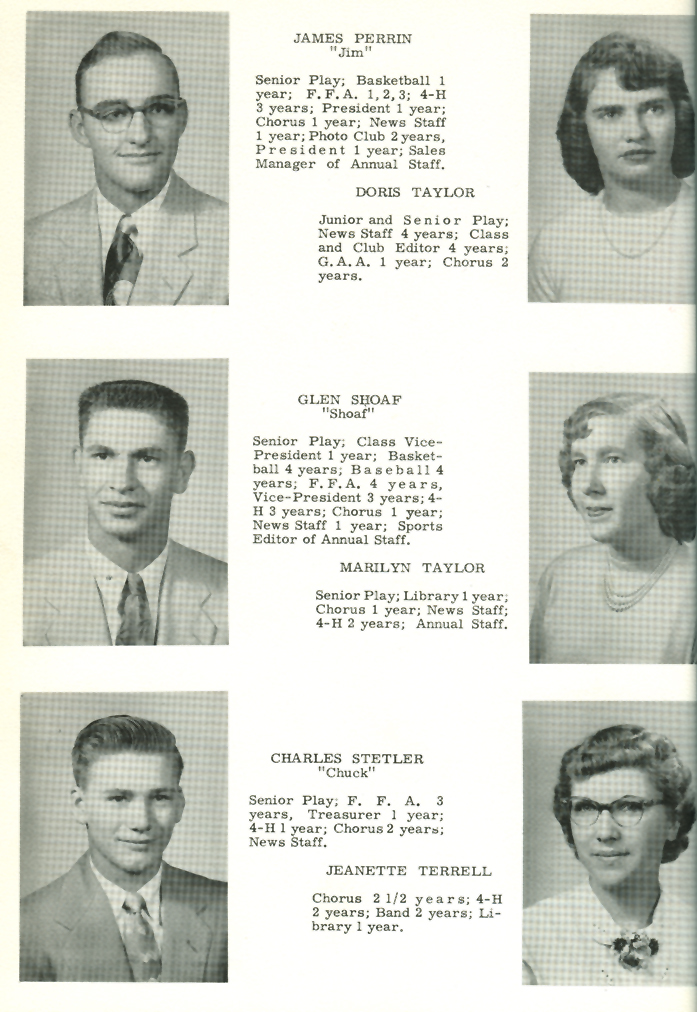 JAMES PERRIN
"Jim"
Senior Play; Basketball 1
year; F. F. A. 1, 2, 3; 4-H
3 years; President 1 year;
Chorus 1 year; News Staff
1 year; Photo Club 2 years,
President 1 year; Sales
Manager of Annual Staff.
DORIS TAYLOR
Junior and Senior Play;
News Staff 4 years; Class
and Club Editor 4 years;
G. A. A. 1 year; Chorus 2
years.
GLEN SHOAF
"Shoaf"
Senior Play; Class Vice-
President 1 year; Basket-
ball 4 years; Baseball 4
years; F. F. A. 4 years,
Vice-President 3 years; 4-
H 3 years; Chorus 1 year;
News Staff 1 year; Sports
Editor of Annual Staff.
MARILYN TAYLOR
Senior Play; Library 1 year;
Chorus 1 year; News Staff;
4-H 2 years; Annual Staff.
CHARLES STETLER
"Chuck"
Senior Play; F. F. A. 3
years, Treasurer 1 year;
4-H 1 year; Chorus 2 years;
News Staff.
JEANETTE TERRELL
Chorus 2 1/2 years; 4-H
2 years; Band 2 years; Li-
brary 1 year.